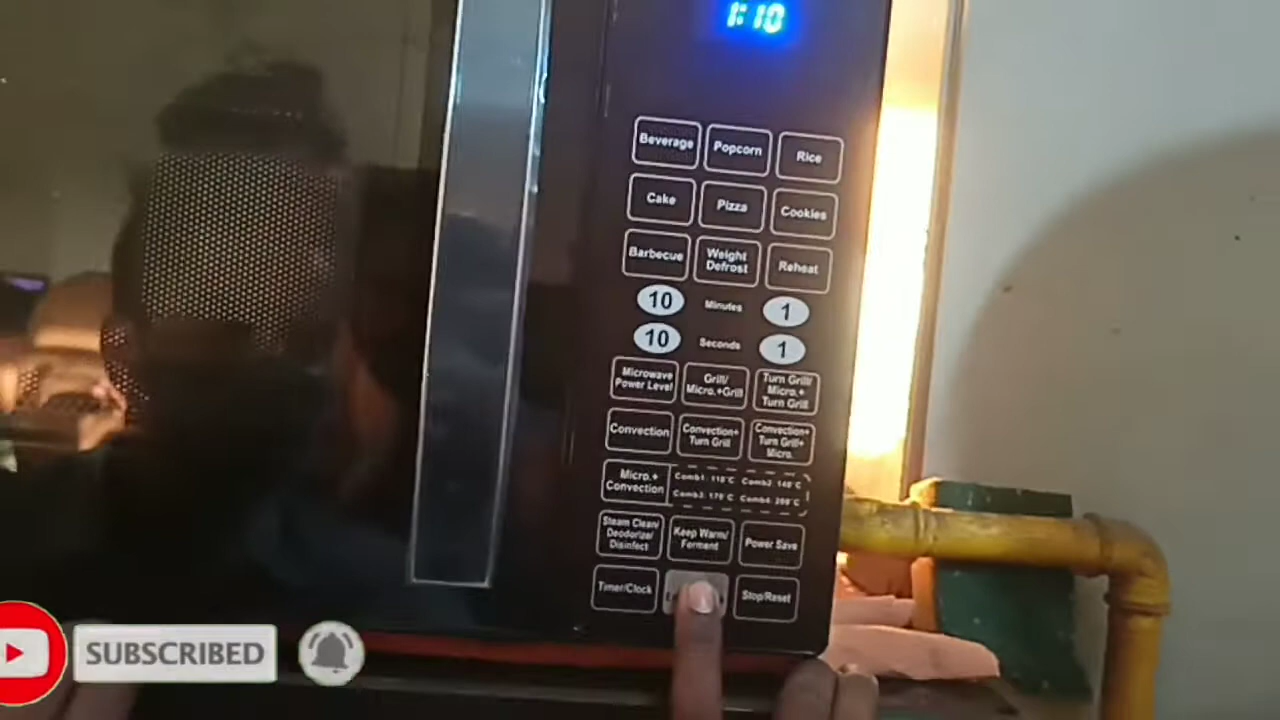 1:10
Beverage
Popcorn
Rice
Cake
Pizza
Cookies
Barbecue
Weight
Defrost
Reheat
10 Minutes 1
10 Seconds 1
Microwave
Power Level
Grill/
Micro.+Grill
Turn Grill/
Micro.+
Turn Grill
Convection
Convection+
Turn Grill
Convection+
Turn Grill+
Micro.
Micro.+
Convection
Comb1: 110°C Comb2: 140°C
Comb3: 170°C Comb4: 200°C
Steam Clean/
Deodorize/
Disinfect
Keep Warm/
Ferment
Power Save
Timer/Clock
Stop/Reset
SUBSCRIBED